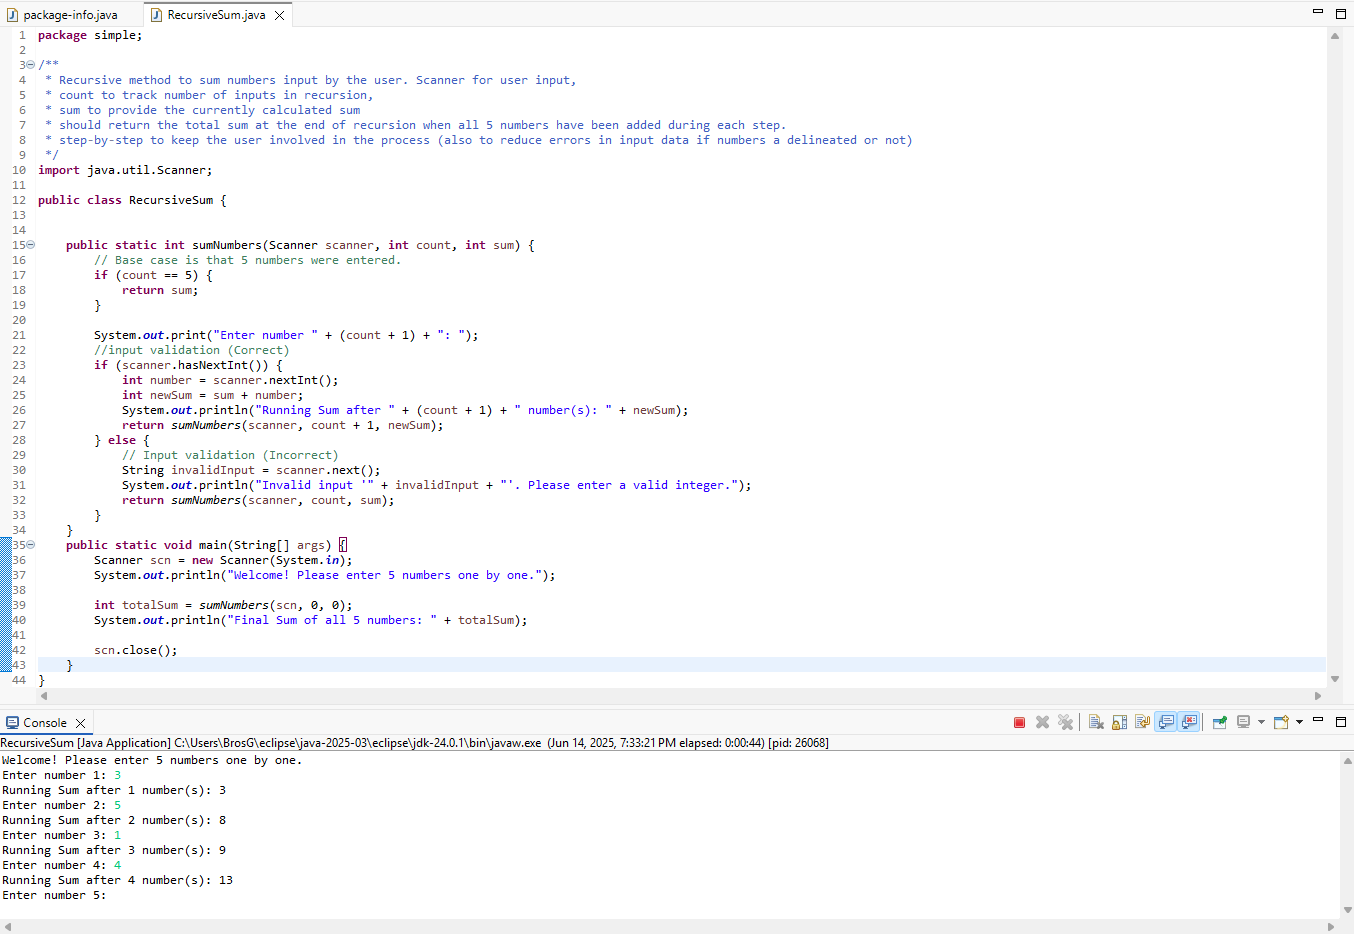 package-info.java
RecursiveSum.java
1 package simple;
2
3 /**
4  * Recursive method to sum numbers input by the user. Scanner for user input,
5  * count to track number of inputs in recursion,
6  * sum to provide the currently calculated sum
7  * should return the total sum at the end of recursion when all 5 numbers have been added during each step.
8  * step-by-step to keep the user involved in the process (also to reduce errors in input data if numbers a delineated or not)
9  */
10 import java.util.Scanner;
11
12 public class RecursiveSum {
13
14
15     public static int sumNumbers(Scanner scanner, int count, int sum) {
16         // Base case is that 5 numbers were entered.
17         if (count == 5) {
18             return sum;
19         }
20
21         System.out.print("Enter number " + (count + 1) + ": ");
22         //input validation (Correct)
23         if (scanner.hasNextInt()) {
24             int number = scanner.nextInt();
25             int newSum = sum + number;
26             System.out.println("Running Sum after " + (count + 1) + " number(s): " + newSum);
27             return sumNumbers(scanner, count + 1, newSum);
28         } else {
29             // Input validation (Incorrect)
30             String invalidInput = scanner.next();
31             System.out.println("Invalid input '" + invalidInput + "'. Please enter a valid integer.");
32             return sumNumbers(scanner, count, sum);
33         }
34     }
35     public static void main(String[] args) {
36         Scanner scn = new Scanner(System.in);
37         System.out.println("Welcome! Please enter 5 numbers one by one.");
38
39         int totalSum = sumNumbers(scn, 0, 0);
40         System.out.println("Final Sum of all 5 numbers: " + totalSum);
41
42         scn.close();
43     }
44 }
Console
RecursiveSum [Java Application] C:\Users\BrosG\eclipse\java-2025-03\eclipse\jdk-24.0.1\bin\javaw.exe (Jun 14, 2025, 7:33:21 PM elapsed: 0:00:44) [pid: 26068]
Welcome! Please enter 5 numbers one by one.
Enter number 1: 3
Running Sum after 1 number(s): 3
Enter number 2: 5
Running Sum after 2 number(s): 8
Enter number 3: 1
Running Sum after 3 number(s): 9
Enter number 4: 4
Running Sum after 4 number(s): 13
Enter number 5: